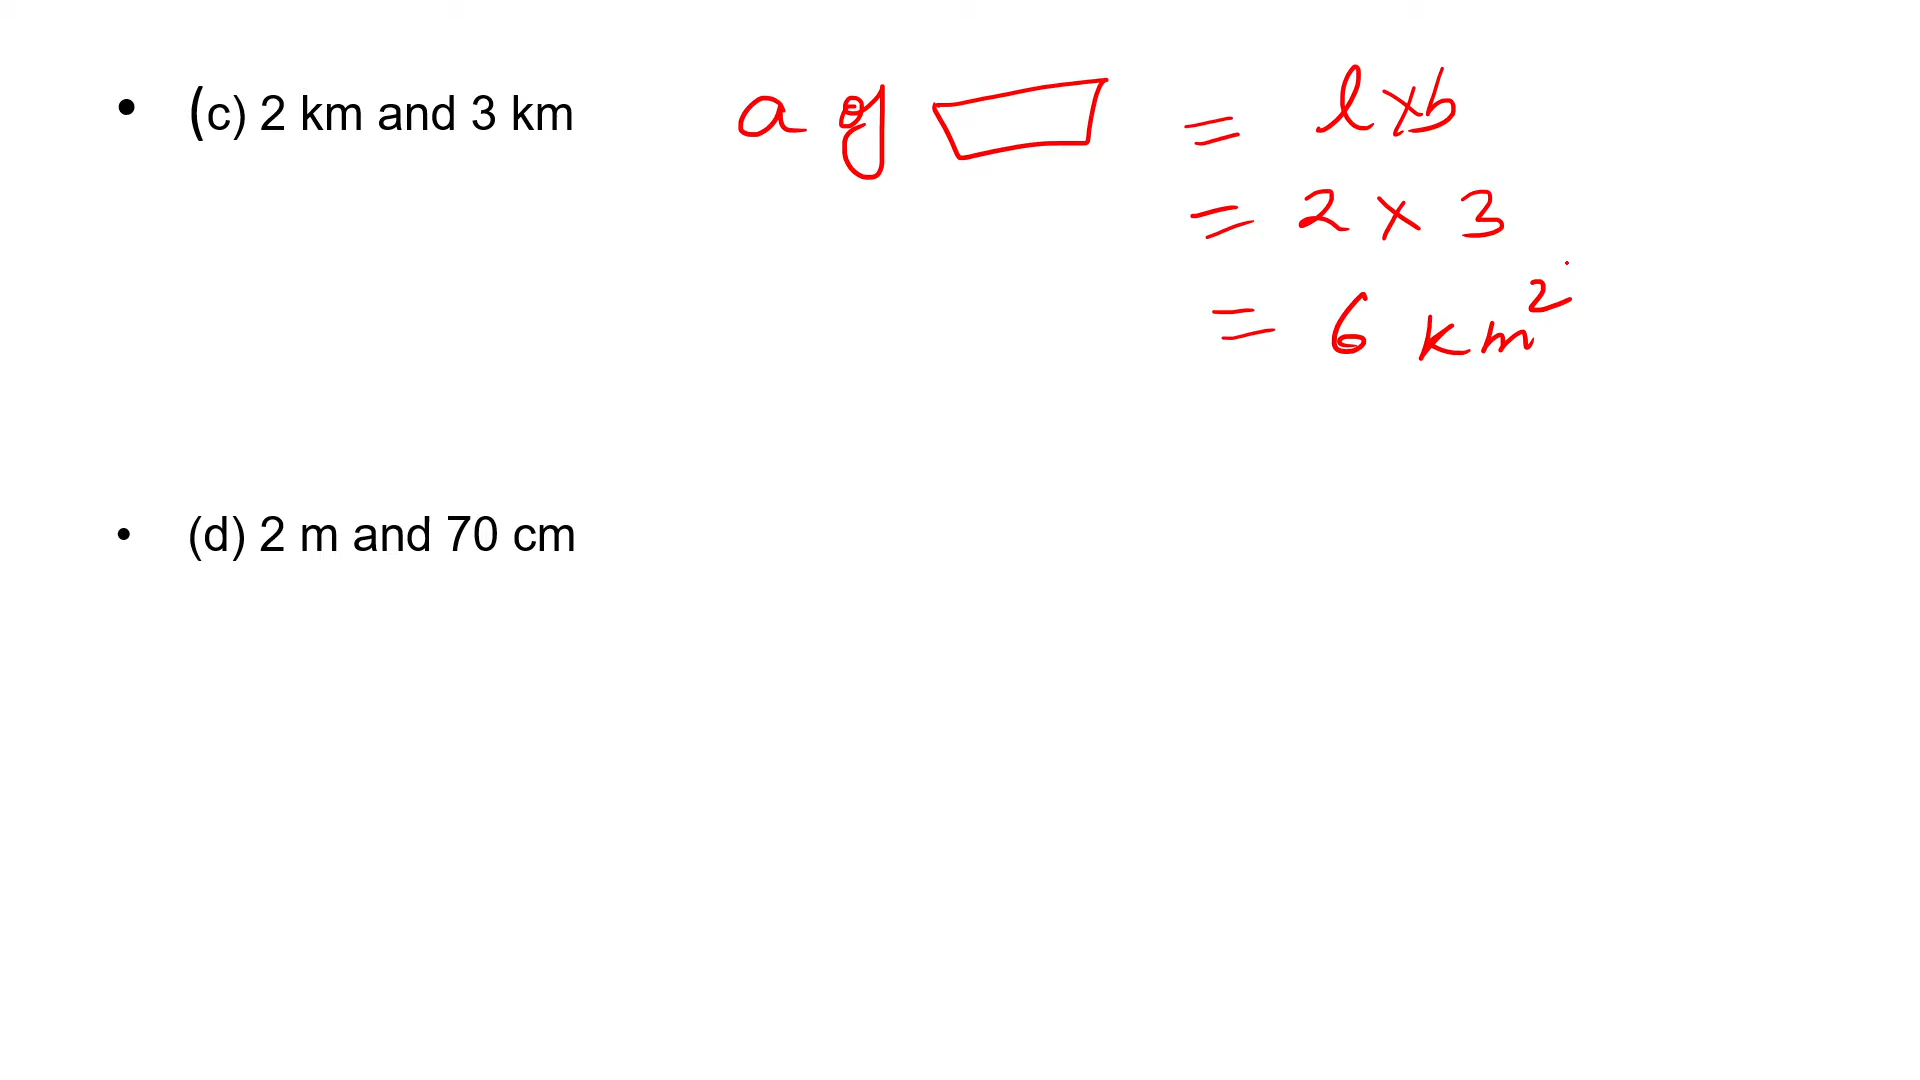 • (c) 2 km and 3 km
a of = l x b
= 2 x 3
= 6 km²
• (d) 2 m and 70 cm